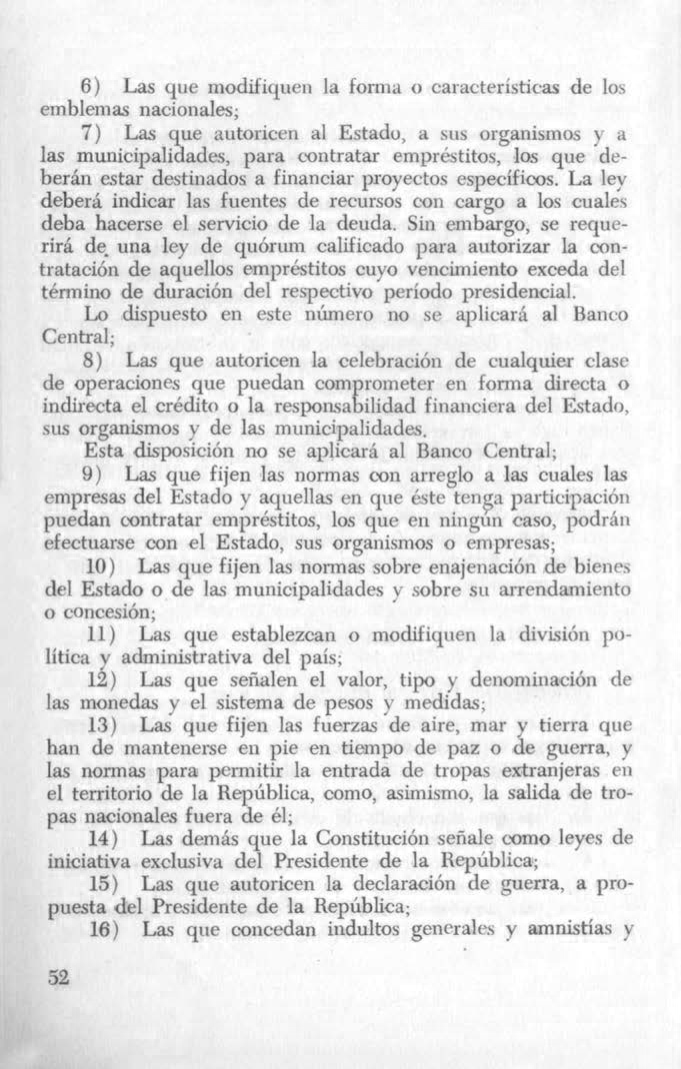 6) Las que modifiquen la forma o características de los
emblemas nacionales;
7) Las que autoricen al Estado, a sus organismos y a
las municipalidades, para contratar empréstitos, los que de-
berán estar destinados a financiar proyectos específicos. La ley
deberá indicar las fuentes de recursos con cargo a los cuales
deba hacerse el servicio de la deuda. Sin embargo, se reque-
rirá de una ley de quórum calificado para autorizar la con-
tratación de aquellos empréstitos cuyo vencimiento exceda del
término de duración del respectivo período presidencial.
Lo dispuesto en este número no se aplicará al Banco
Central;
8) Las que autoricen la celebración de cualquier clase
de operaciones que puedan comprometer en forma directa o
indirecta el crédito o la responsabilidad financiera del Estado,
sus organismos y de las municipalidades.
Esta disposición no se aplicará al Banco Central;
9) Las que fijen las normas con arreglo a las cuales las
empresas del Estado y aquellas en que éste tenga participación
puedan contratar empréstitos, los que en ningún caso, podrán
efectuarse con el Estado, sus organismos o empresas;
10) Las que fijen las normas sobre enajenación de bienes
del Estado o de las municipalidades y sobre su arrendamiento
o concesión;
11) Las que establezcan o modifiquen la división po-
lítica y administrativa del país;
12) Las que señalen el valor, tipo y denominación de
las monedas y el sistema de pesos y medidas;
13) Las que fijen las fuerzas de aire, mar y tierra que
han de mantenerse en pie en tiempo de paz o de guerra, y
las normas para permitir la entrada de tropas extranjeras en
el territorio de la República, como, asimismo, la salida de tro-
pas nacionales fuera de él;
14) Las demás que la Constitución señale como leyes de
iniciativa exclusiva del Presidente de la República;
15) Las que autoricen la declaración de guerra, a pro-
puesta del Presidente de la República;
16) Las que concedan indultos generales y amnistías y
52